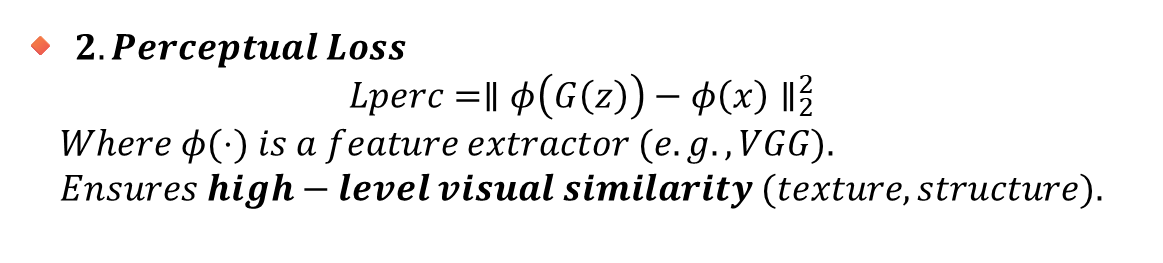 🔸 2. Perceptual Loss
Lperc =∥ ϕ(G(z)) − ϕ(x) ∥₂²
Where ϕ(·) is a feature extractor (e.g., VGG).
Ensures high − level visual similarity (texture, structure).